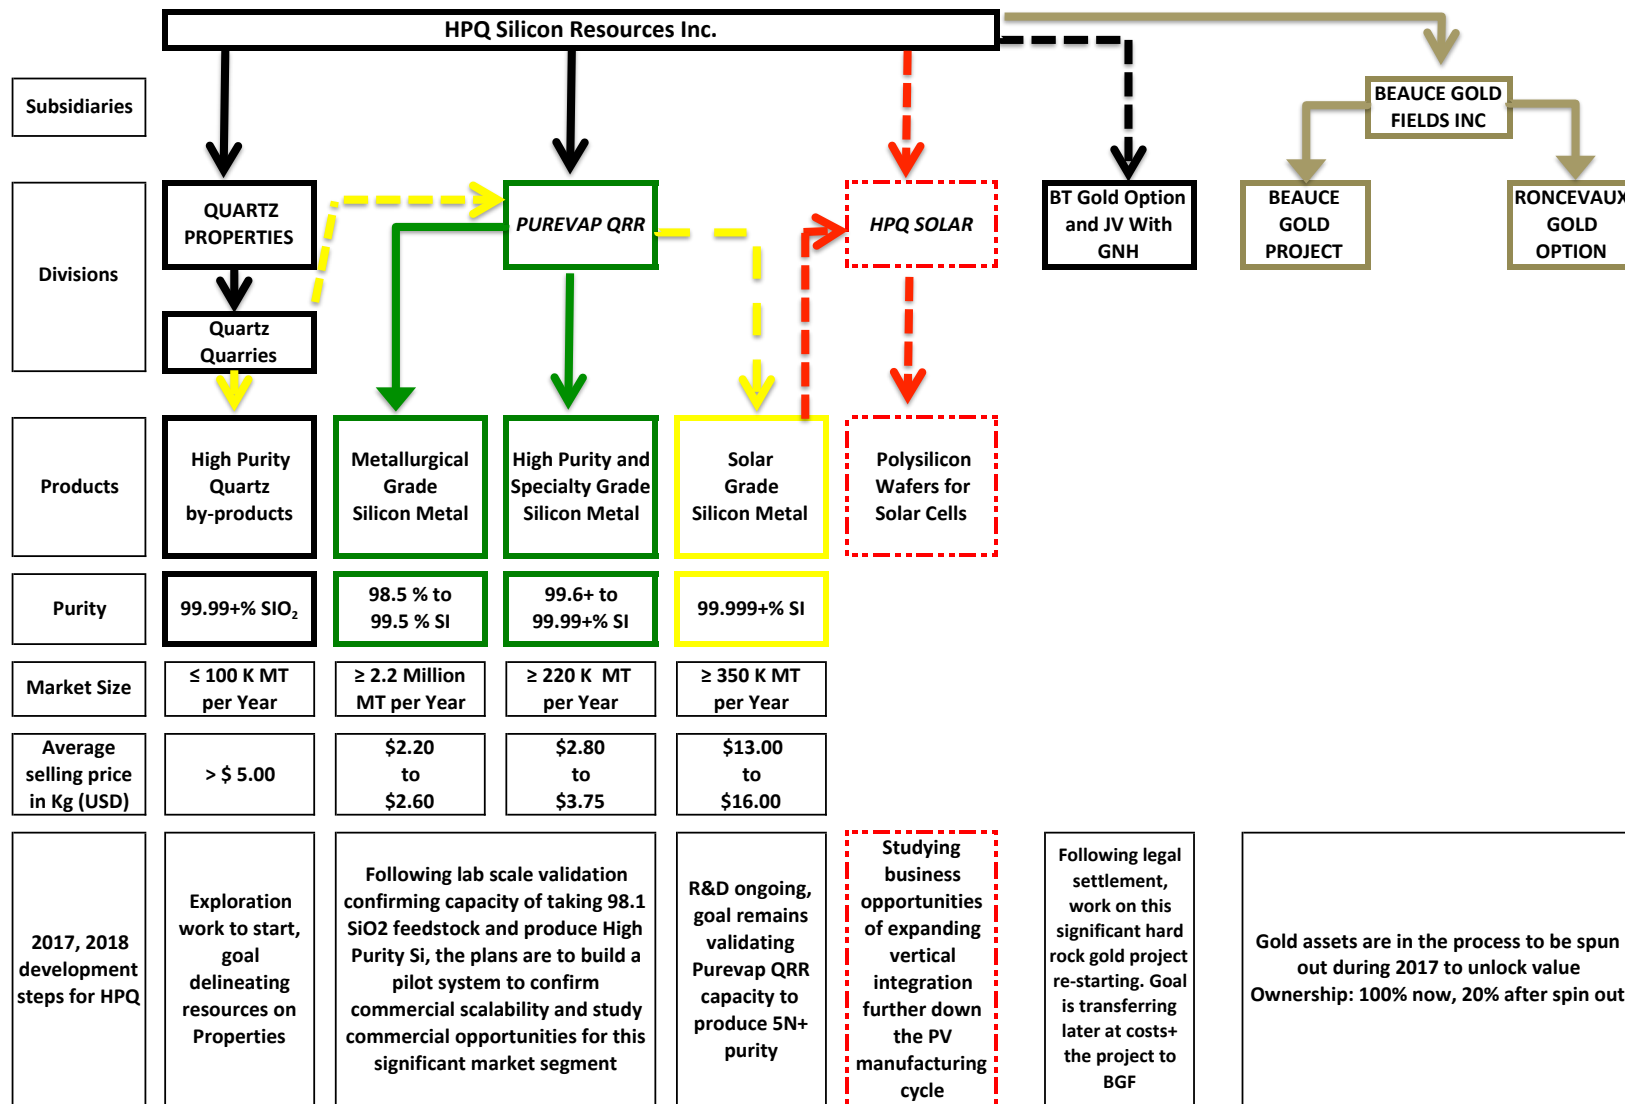 HPQ Silicon Resources Inc.
Subsidiaries
BEAUCE GOLD
FIELDS INC
Divisions
QUARTZ
PROPERTIES
PUREVAP QRR
HPQ SOLAR
BT Gold Option
and JV With
GNH
BEAUCE
GOLD
PROJECT
RONCEVAUX
GOLD
OPTION
Quartz
Quarries
Products
High Purity
Quartz
by-products
Metallurgical
Grade
Silicon Metal
High Purity and
Specialty Grade
Silicon Metal
Solar
Grade
Silicon Metal
Polysilicon
Wafers for
Solar Cells
Purity
99.99+% SIO₂
98.5 % to
99.5 % SI
99.6+ to
99.99+% SI
99.999+% SI
Market Size
≤ 100 K MT
per Year
≥ 2.2 Million
MT per Year
≥ 220 K MT
per Year
≥ 350 K MT
per Year
Average
selling price
in Kg (USD)
> $ 5.00
$2.20
to
$2.60
$2.80
to
$3.75
$13.00
to
$16.00
2017, 2018
development
steps for HPQ
Exploration
work to start,
goal
delineating
resources on
Properties
Following lab scale validation
confirming capacity of taking 98.1
SiO2 feedstock and produce High
Purity Si, the plans are to build a
pilot system to confirm
commercial scalability and study
commercial opportunities for this
significant market segment
R&D ongoing,
goal remains
validating
Purevap QRR
capacity to
produce 5N+
purity
Studying
business
opportunities
of expanding
vertical
integration
further down
the PV
manufacturing
cycle
Following legal
settlement,
work on this
significant hard
rock gold project
re-starting. Goal
is transferring
later at costs+
the project to
BGF
Gold assets are in the process to be spun
out during 2017 to unlock value
Ownership: 100% now, 20% after spin out